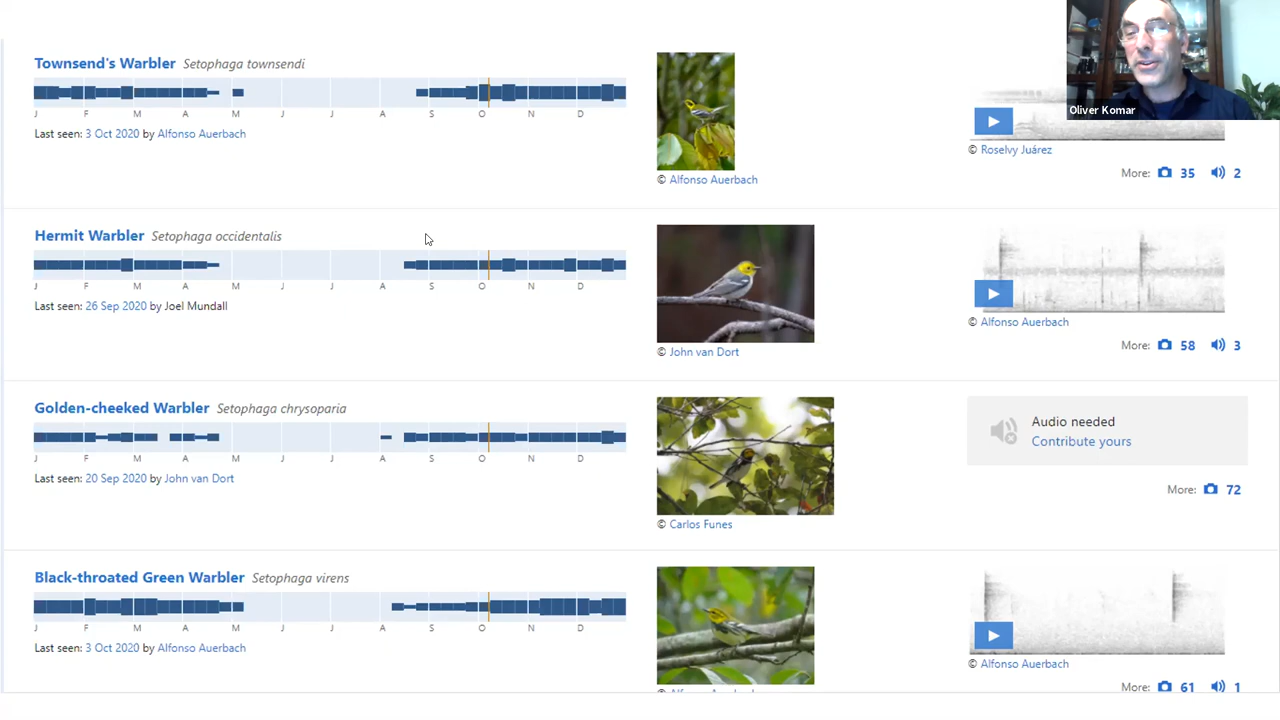 Townsend's Warbler Setophaga townsendi
J F M A M J J A S O N D
Last seen: 3 Oct 2020 by Alfonso Auerbach
© Alfonso Auerbach
Oliver Komar
© Roselvy Juárez
More: 35 2
Hermit Warbler Setophaga occidentalis
J F M A M J J A S O N D
Last seen: 26 Sep 2020 by Joel Mundall
© John van Dort
© Alfonso Auerbach
More: 58 3
Golden-cheeked Warbler Setophaga chrysoparia
J F M A M J J A S O N D
Last seen: 20 Sep 2020 by John van Dort
© Carlos Funes
Audio needed
Contribute yours
More: 72
Black-throated Green Warbler Setophaga virens
J F M A M J J A S O N D
Last seen: 3 Oct 2020 by Alfonso Auerbach
© Alfonso Auerbach
© Alfonso Auerbach
More: 61 1